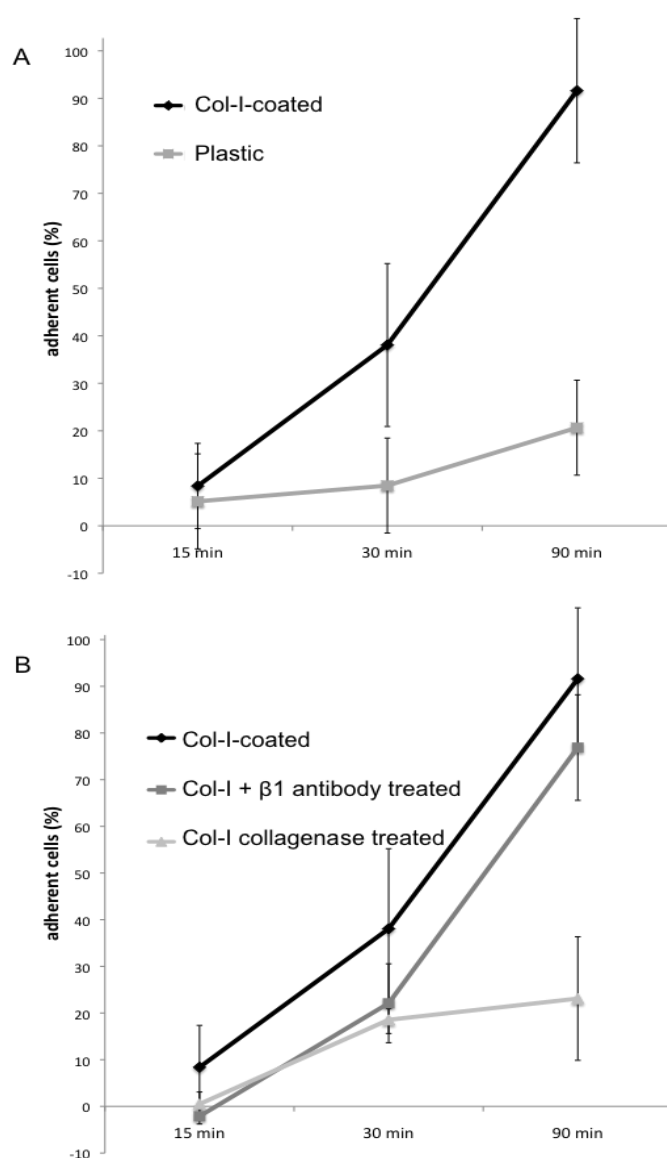 A
100
90
80
70
60
50
40
30
20
10
0
-10
adherent cells (%)
Col-I-coated
Plastic
15 min 30 min 90 min
B
100
90
80
70
60
50
40
30
20
10
0
-10
adherent cells (%)
Col-I-coated
Col-I + β1 antibody treated
Col-I collagenase treated
15 min 30 min 90 min